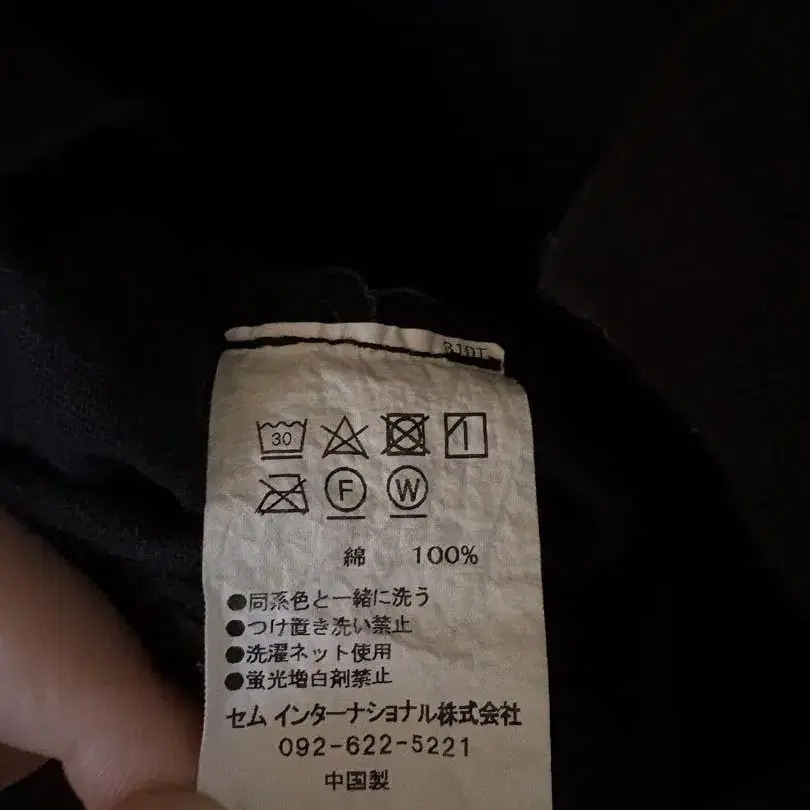 30
F W
綿 100%
●同系色と一緒に洗う
●つけ置き洗い禁止
●洗濯ネット使用
●蛍光増白剤禁止
セム インターナショナル株式会社
092-622-5221
中国製